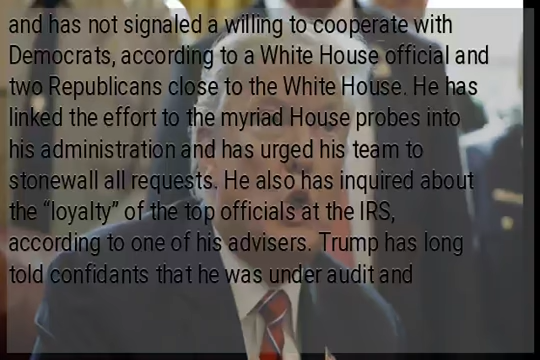 and has not signaled a willing to cooperate with
Democrats, according to a White House official and
two Republicans close to the White House. He has
linked the effort to the myriad House probes into
his administration and has urged his team to
stonewall all requests. He also has inquired about
the “loyalty” of the top officials at the IRS,
according to one of his advisers. Trump has long
told confidants that he was under audit and